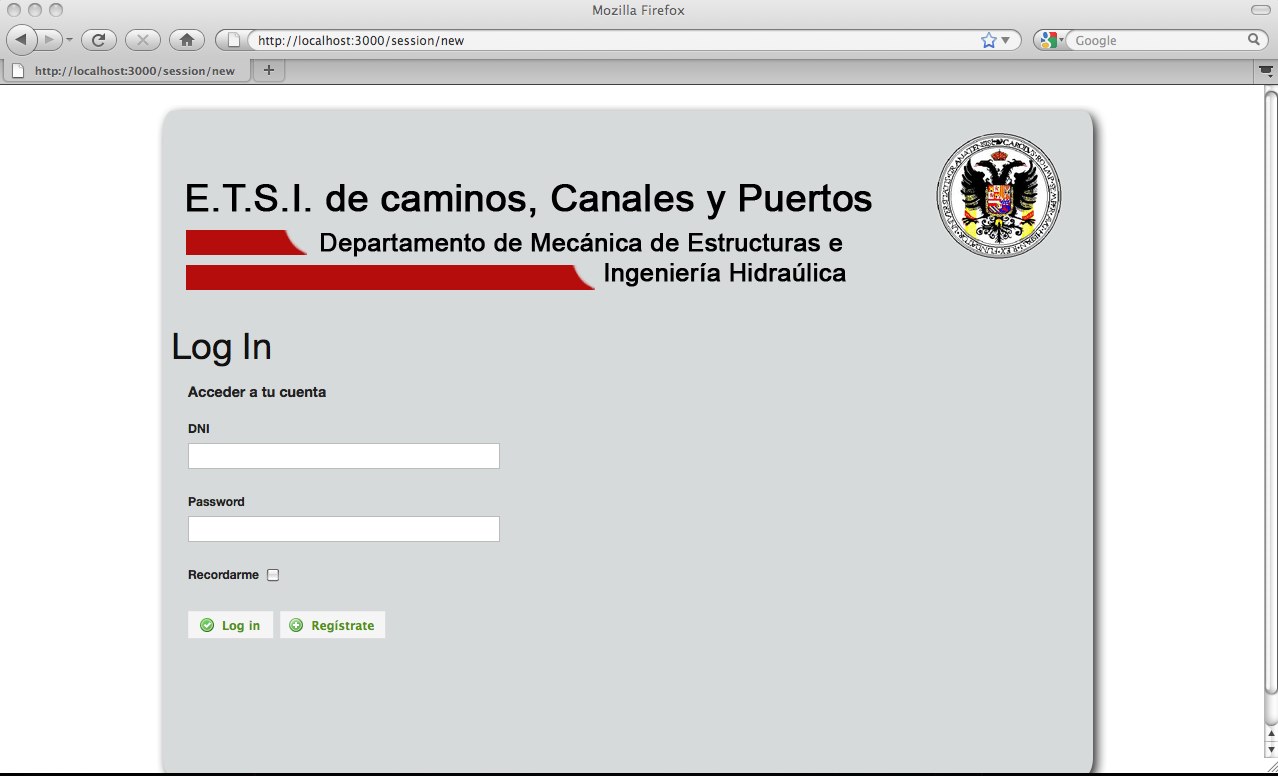 Mozilla Firefox
http://localhost:3000/session/new
Google
http://localhost:3000/session/new
E.T.S.I. de caminos, Canales y Puertos
Departamento de Mecánica de Estructuras e
Ingeniería Hidraúlica
Log In
Acceder a tu cuenta
DNI
Password
Recordarme
Log in
Regístrate